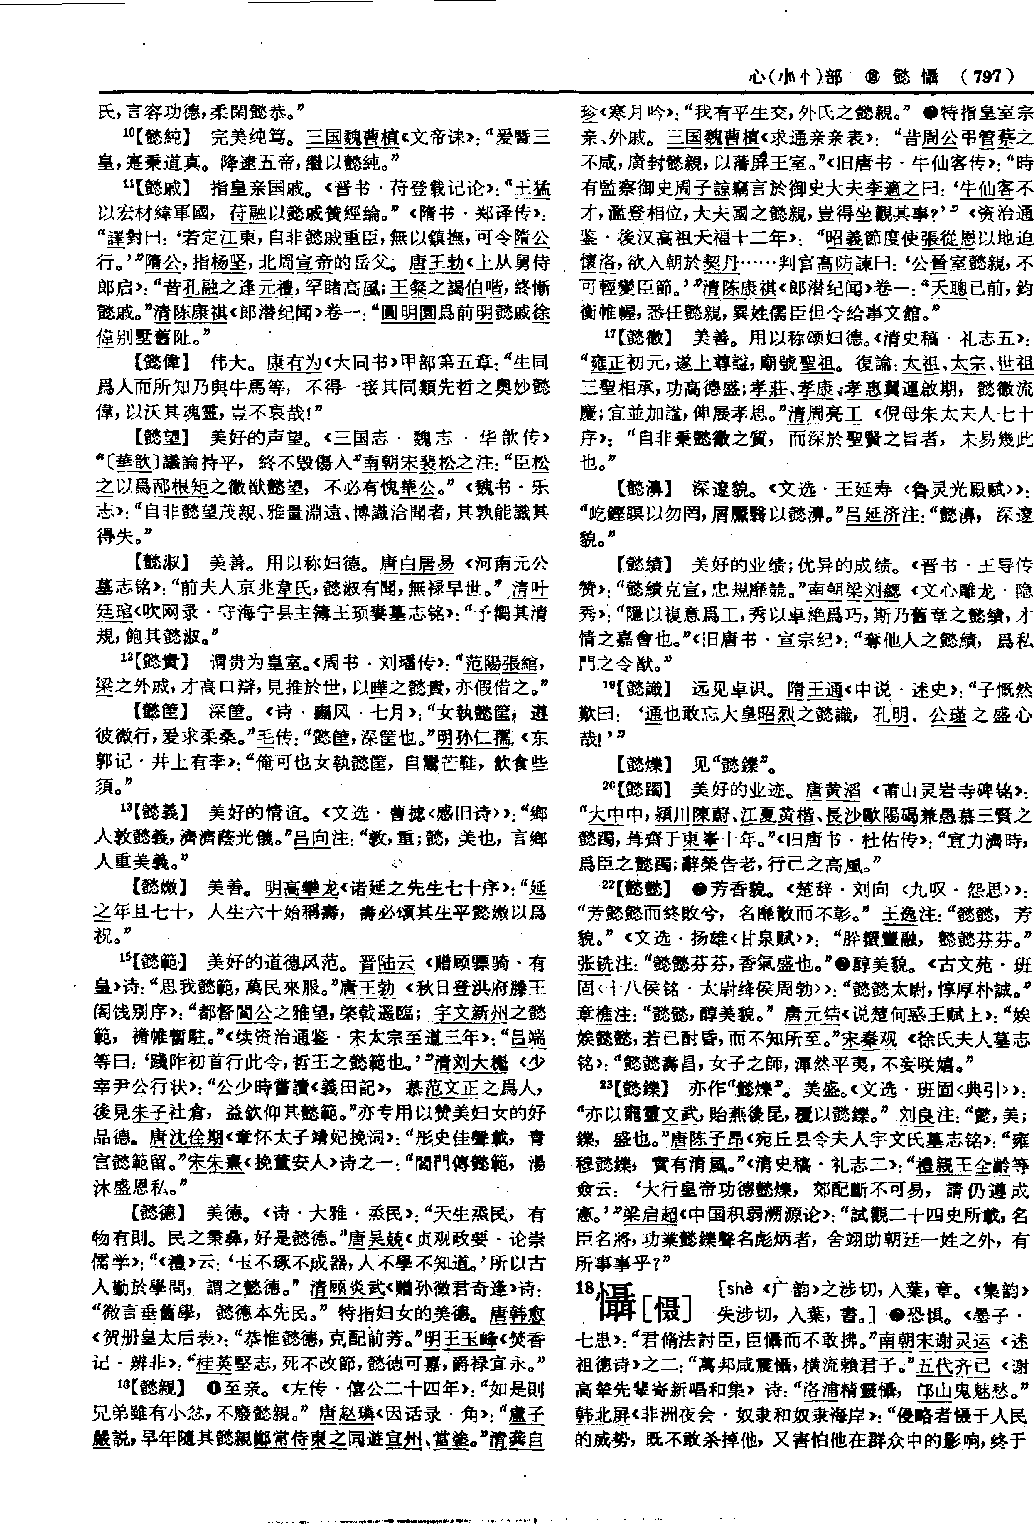 心(小忄)部 懿 懾 (797)
氏，言容功德，柔閑懿恭。”
¹⁰【懿純】 完美纯笃。三国魏曹植《文帝诔》：“爰暨三
皇，寔秉道真。降逮五帝，繼以懿純。”
¹¹【懿戚】 指皇亲国戚。《晋书·苻登载记论》：“王猛
以宏材緯軍國，苻融以懿戚贊經綸。”《隋书·郑译传》：
“譯對曰：‘若定江東，自非懿戚重臣，無以鎮撫，可令隋公
行。’”隋公，指杨坚，北周宣帝的岳父。唐王勃《上从舅侍
郎启》：“昔孔融之逢元禮，罕睹高風；王粲之謁伯喈，終慚
懿戚。”清陈康祺《郎潜纪闻》卷一：“圓明園爲前明懿戚徐
偉别墅舊阯。”
【懿偉】 伟大。康有为《大同书》甲部第五章：“生同
爲人而所知乃與牛馬等，不得一接其同類先哲之奥妙懿
偉，以沃其魂靈，豈不哀哉！”
【懿望】 美好的声望。《三国志·魏志·华歆传》
“〔華歆〕議論持平，終不毁傷人”南朝宋裴松之注：“臣松
之以爲邴根矩之徽猷懿望，不必有愧華公。”《魏书·乐
志》：“自非懿望茂親、雅量淵遠、博識洽聞者，其孰能識其
得失。”
【懿淑】 美善。用以称妇德。唐白居易《河南元公
墓志铭》：“前夫人京兆韋氏，懿淑有聞，無禄早世。”清叶
廷琯《吹网录·守海宁县主簿王顼妻墓志铭》：“予獨其清
規，飽其懿淑。”
¹²【懿貴】 谓贵为皇室。《周书·刘璠传》：“范陽張綰，
梁之外戚，才高口辯，見推於世，以曄之懿貴，亦假借之。”
【懿筐】 深筐。《诗·豳风·七月》：“女執懿筐，遵
彼微行，爰求柔桑。”毛传：“懿筐，深筐也。”明孙仁孺《东
郭记·井上有李》：“俺可也女執懿筐，自鬻芒鞋，飲食些
須。”
¹³【懿義】 美好的情谊。《文选·曹摅〈感旧诗〉》：“鄉
人敦懿義，濟濟蔭光儀。”吕向注：“敦，重；懿，美也，言鄉
人重美義。”
【懿媺】 美善。明高攀龙《诸延之先生七十序》：“延
之年且七十，人生六十始稱壽，壽必頌其生平懿媺以爲
祝。”
¹⁵【懿範】 美好的道德风范。晋陆云《赠顾骠骑·有
皇》诗：“思我懿範，萬民來服。”唐王勃《秋日登洪府滕王
阁饯别序》：“都督閻公之雅望，棨戟遥臨；宇文新州之懿
範，襜帷暫駐。”《续资治通鉴·宋太宗至道三年》：“吕端
等曰：‘踐阼初首行此令，哲王之懿範也。’”清刘大櫆《少
宰尹公行状》：“公少時嘗讀《義田記》，慕范文正之爲人，
後見朱子社倉，益欽仰其懿範。”亦专用以赞美妇女的好
品德。唐沈佺期《章怀太子靖妃挽词》：“彤史佳聲載，青
宫懿範留。”宋朱熹《挽董安人》诗之一：“閭門傳懿範，湯
沐盛恩私。”
【懿德】 美德。《诗·大雅·烝民》：“天生烝民，有
物有則。民之秉彝，好是懿德。”唐吴兢《贞观政要·论崇
儒学》：“《禮》云：‘玉不琢不成器，人不學不知道。’所以古
人勤於學問，謂之懿德。”清顾炎武《赠孙徵君奇逢》诗：
“微言垂舊學，懿德本先民。”特指妇女的美德。唐韩愈
《贺册皇太后表》：“恭惟懿德，克配前芳。”明王玉峰《焚香
记·辨非》：“桂英堅志，死不改節，懿德可嘉，爵禄宜永。”
¹⁶【懿親】 ❶至亲。《左传·僖公二十四年》：“如是則
兄弟雖有小忿，不廢懿親。”唐赵璘《因话录·角》：“盧子
嚴説，早年隨其懿親鄭常侍東之同遊宣州、當塗。”清龚自
珍《寒月吟》：“我有平生交，外氏之懿親。”❷特指皇室宗
亲、外戚。三国魏曹植《求通亲亲表》：“昔周公弔管蔡之
不咸，廣封懿親，以藩屏王室。”《旧唐书·牛仙客传》：“時
有監察御史周子諒竊言於御史大夫李適之曰：‘牛仙客不
才，濫登相位，大夫國之懿親，豈得坐觀其事？’”《资治通
鉴·後汉高祖天福十二年》：“昭義節度使張從恩以地迫
懷洛，欲入朝於契丹……判官高防諫曰：‘公晉室懿親，不
可輕變臣節。’”清陈康祺《郎潜纪闻》卷一：“天聰已前，鈞
衡帷幄，悉任懿親，異姓儒臣但令給事文館。”
¹⁷【懿徽】 美善。用以称颂妇德。《清史稿·礼志五》：
“雍正初元，遂上尊謚，廟號聖祖。復諭：太祖、太宗、世祖
三聖相承，功高德盛；孝莊、孝康、孝惠翼運啟期，懿徽流
慶；宜並加謚，俾展孝思。”清周亮工《倪母朱太夫人七十
序》：“自非秉懿徽之質，而深於聖賢之旨者，未易幾此
也。”
【懿濞】 深邃貌。《文选·王延寿〈鲁灵光殿赋〉》：
“屹鏗瞑以勿罔，屑黶翳以懿濞。”吕延济注：“懿濞，深邃
貌。”
【懿績】 美好的业绩；优异的成绩。《晋书·王导传
赞》：“懿績克宣，忠規靡競。”南朝梁刘勰《文心雕龙·隐
秀》：“隱以複意爲工，秀以卓絶爲巧，斯乃舊章之懿績，才
情之嘉會也。”《旧唐书·宣宗纪》：“奪他人之懿績，爲私
門之令猷。”
¹⁹【懿識】 远见卓识。隋王通《中说·述史》：“子慨然
歎曰：‘通也敢忘大皇昭烈之懿識，孔明、公瑾之盛心
哉！’”
【懿爍】 见“懿鑠”。
²⁰【懿躅】 美好的业迹。唐黄滔《莆山灵岩寺碑铭》：
“大中中，潁川陳蔚、江夏黄楷、長沙歐陽碣兼愚慕三賢之
懿躅，葺齋于東峯十年。”《旧唐书·杜佑传》：“宣力濟時，
爲臣之懿躅；辭榮告老，行己之高風。”
²²【懿懿】 ❶芳香貌。《楚辞·刘向〈九叹·怨思〉》：
“芳懿懿而終敗兮，名靡散而不彰。”王逸注：“懿懿，芳
貌。”《文选·扬雄〈甘泉赋〉》：“肸蠁豐融，懿懿芬芬。”
张铣注：“懿懿芬芬，香氣盛也。”❷醇美貌。《古文苑·班
固〈十八侯铭·太尉绛侯周勃〉》：“懿懿太尉，惇厚朴誠。”
章樵注：“懿懿，醇美貌。”唐元结《说楚何惑王赋上》：“娭
娭懿懿，若已酎昏，而不知所至。”宋秦观《徐氏夫人墓志
铭》：“懿懿壽昌，女子之師，渾然平夷，不妄咲嬉。”
²³【懿鑠】 亦作“懿爍”。美盛。《文选·班固〈典引〉》：
“亦以寵靈文武，貽燕後昆，覆以懿鑠。”刘良注：“懿，美；
鑠，盛也。”唐陈子昂《宛丘县令夫人宇文氏墓志铭》：“雍
穆懿鑠，實有清風。”《清史稿·礼志二》：“禮親王全齡等
僉云：‘大行皇帝功德懿爍，郊配斷不可易，請仍遵成
憲。’”梁启超《中国积弱溯源论》：“試觀二十四史所載，名
臣名將，功業懿鑠聲名彪炳者，舍翊助朝廷一姓之外，有
所事事乎？”
18 懾［慑］ ［shè《广韵》之涉切，入葉，章。《集韵》
失涉切，入葉，書。］❶恐惧。《晏子·
七患》：“君脩法討臣，臣懾而不敢拂。”南朝宋谢灵运《述
祖德诗》之二：“萬邦咸震懾，横流賴君子。”五代齐己《谢
高辇先辈寄新唱和集》诗：“洛浦精靈懾，邙山鬼魅愁。”
韩北屏《非洲夜会·奴隶和奴隶海岸》：“侵略者慑于人民
的威势，既不敢杀掉他，又害怕他在群众中的影响，终于